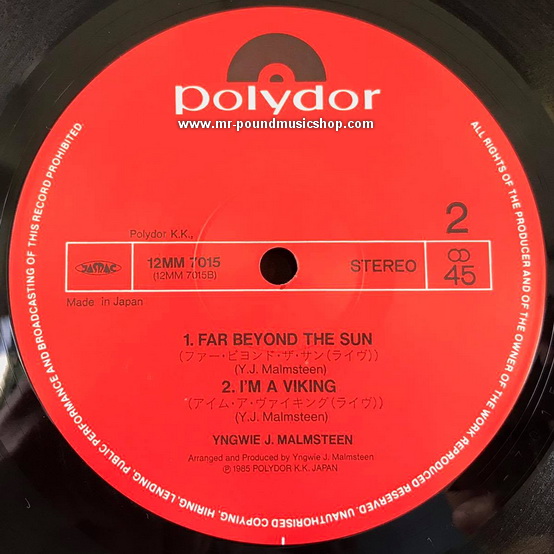 polydor
www.mr-poundmusicshop.com
2
Polydor K.K.,
JASRAC
12MM 7015
(12MM 7015B)
STEREO
45
Made in Japan
1. FAR BEYOND THE SUN
(ファー・ビヨンド・ザ・サン(ライヴ))
(Y.J. Malmsteen)
2. I'M A VIKING
(アイム・ア・ヴァイキング(ライヴ))
(Y.J. Malmsteen)
YNGWIE J. MALMSTEEN
Arranged and Produced by Yngwie J. Malmsteen
℗ 1985 POLYDOR K.K. JAPAN
ALL RIGHTS OF THE PRODUCER AND OF THE OWNER OF THE WORK REPRODUCED RESERVED. UNAUTHORISED COPYING, HIRING, LENDING, PUBLIC PERFORMANCE AND BROADCASTING OF THIS RECORD PROHIBITED.